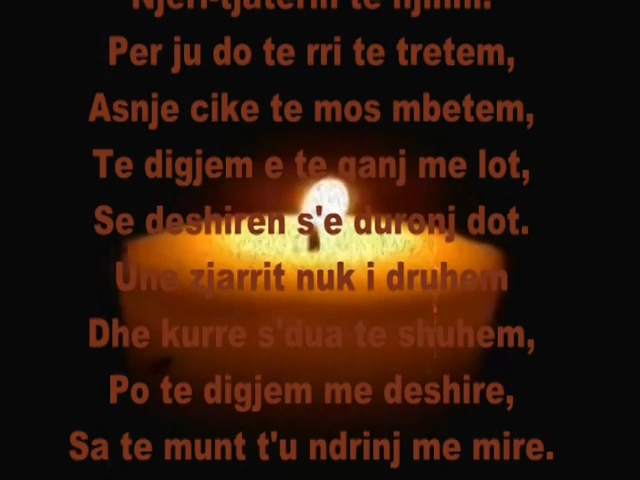 Njeri-tjaterin te njihni.
Per ju do te rri te tretem,
Asnje cike te mos mbetem,
Te digjem e te qanj me lot,
Se deshiren s'e duronj dot.
Une zjarrit nuk i druhem
Dhe kurre s'dua te shuhem,
Po te digjem me deshire,
Sa te munt t'u ndrinj me mire.